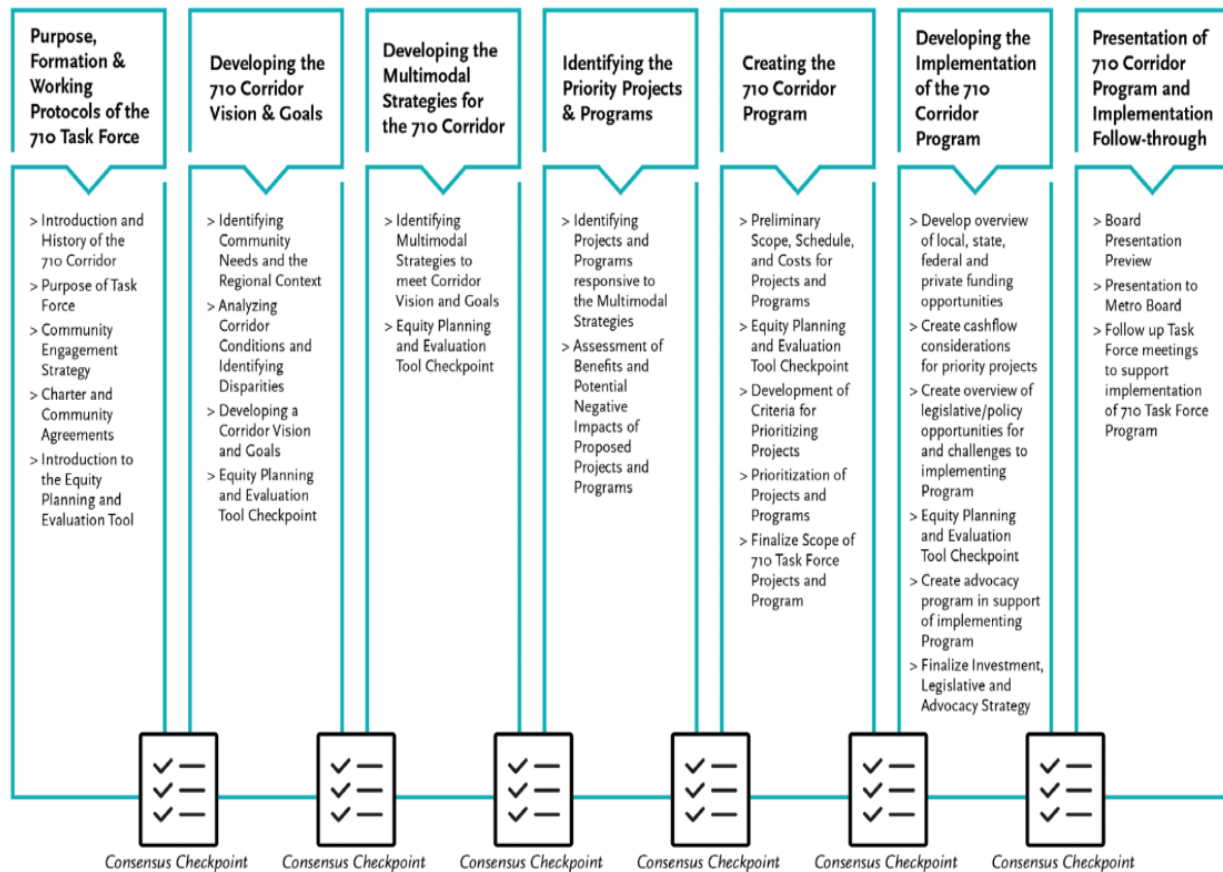 Purpose,
Formation &
Working
Protocols of the
710 Task Force
> Introduction and
History of the
710 Corridor
> Purpose of Task
Force
> Community
Engagement
Strategy
> Charter and
Community
Agreements
> Introduction to
the Equity
Planning and
Evaluation Tool
Developing the
710 Corridor
Vision & Goals
> Identifying
Community
Needs and the
Regional Context
> Analyzing
Corridor
Conditions and
Identifying
Disparities
> Developing a
Corridor Vision
and Goals
> Equity Planning
and Evaluation
Tool Checkpoint
Developing the
Multimodal
Strategies for
the 710 Corridor
> Identifying
Multimodal
Strategies to
meet Corridor
Vision and Goals
> Equity Planning
and Evaluation
Tool Checkpoint
Identifying the
Priority Projects
& Programs
> Identifying
Projects and
Programs
responsive to
the Multimodal
Strategies
> Assessment of
Benefits and
Potential
Negative
Impacts of
Proposed
Projects and
Programs
Creating the
710 Corridor
Program
> Preliminary
Scope, Schedule,
and Costs for
Projects and
Programs
> Equity Planning
and Evaluation
Tool Checkpoint
> Development of
Criteria for
Prioritizing
Projects
> Prioritization of
Projects and
Programs
> Finalize Scope of
710 Task Force
Projects and
Program
Developing the
Implementation
of the 710
Corridor
Program
> Develop overview
of local, state,
federal and
private funding
opportunities
> Create cashflow
considerations
for priority projects
> Create overview of
legislative/policy
opportunities for
and challenges to
implementing
Program
> Equity Planning
and Evaluation
Tool Checkpoint
> Create advocacy
program in support
of implementing
Program
> Finalize Investment,
Legislative and
Advocacy Strategy
Presentation of
710 Corridor
Program and
Implementation
Follow-through
> Board
Presentation
Preview
> Presentation to
Metro Board
> Follow up Task
Force meetings
to support
implementation
of 710 Task Force
Program
Consensus Checkpoint
Consensus Checkpoint
Consensus Checkpoint
Consensus Checkpoint
Consensus Checkpoint
Consensus Checkpoint